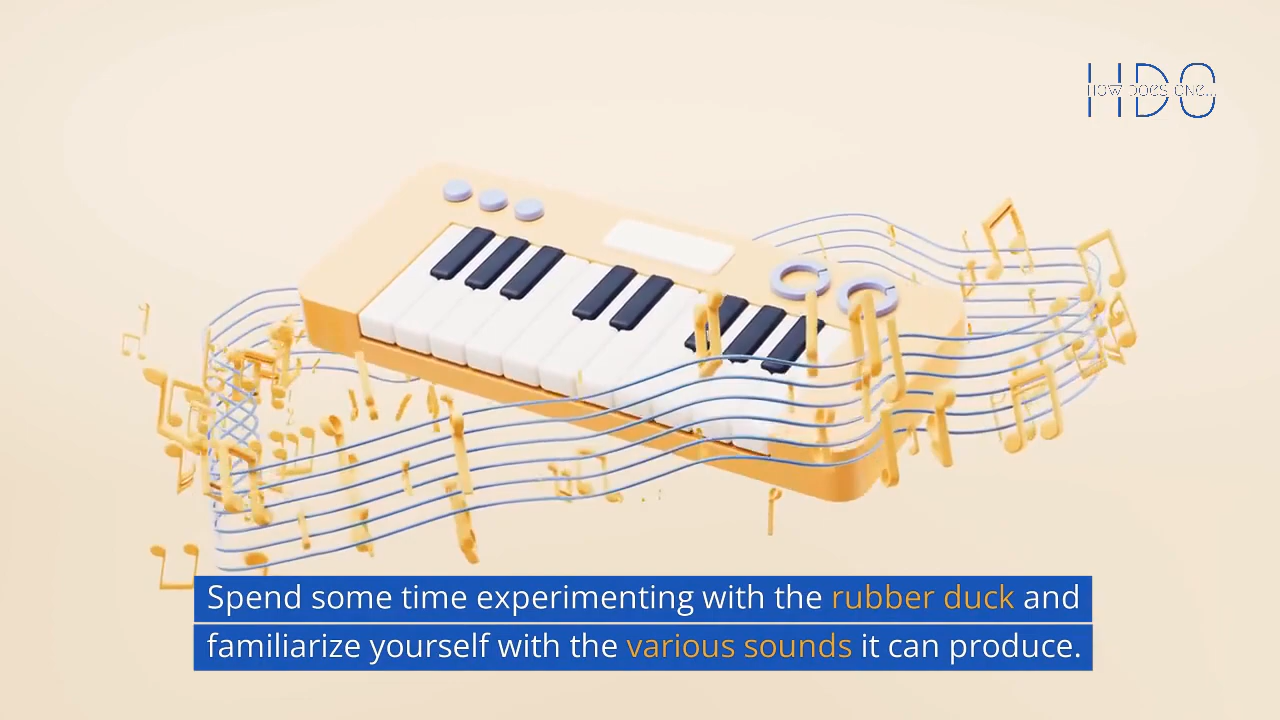 HDO
HOW DOES ONE...
Spend some time experimenting with the rubber duck and
familiarize yourself with the various sounds it can produce.